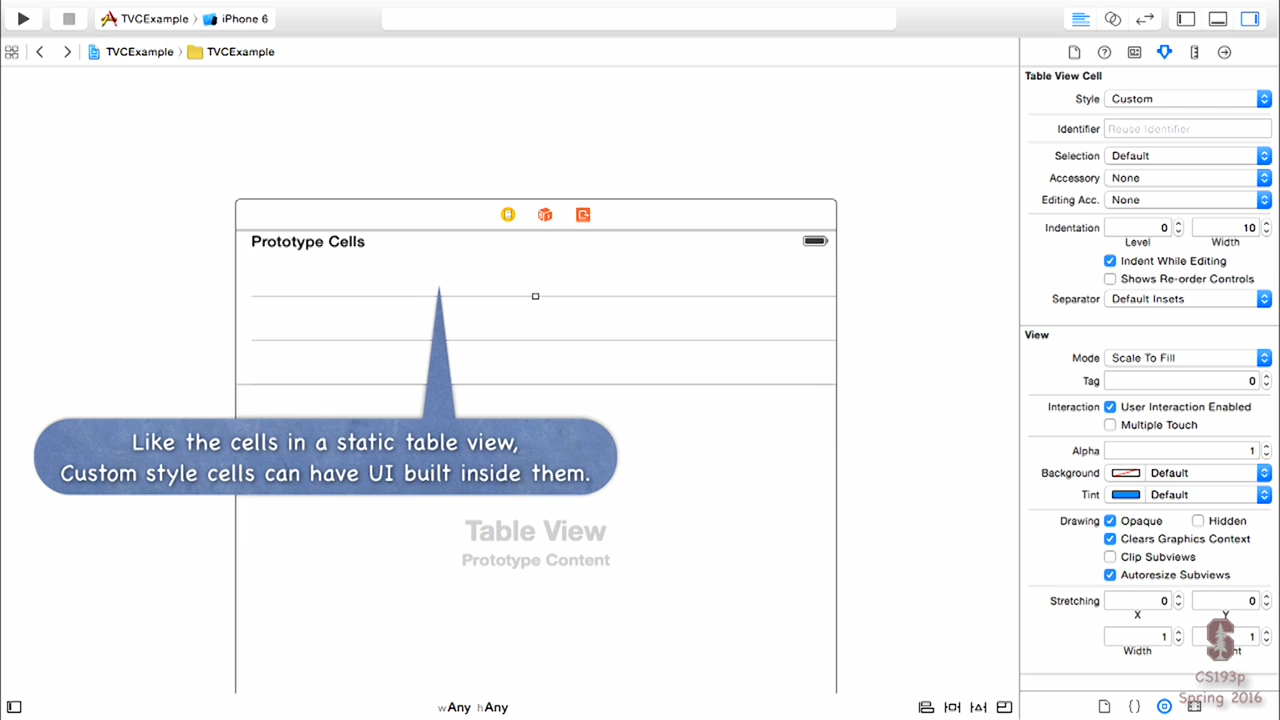 TVCExample
iPhone 6
TVCExample
TVCExample
Table View Cell
Style
Custom
Identifier
Reuse Identifier
Selection
Default
Accessory
None
Editing Acc.
None
Indentation
0
10
Level
Width
Indent While Editing
Shows Re-order Controls
Separator
Default Insets
View
Mode
Scale To Fill
Tag
0
Interaction
User Interaction Enabled
Multiple Touch
Alpha
1
Background
Default
Tint
Default
Drawing
Opaque
Hidden
Clears Graphics Context
Clip Subviews
Autoresize Subviews
Stretching
0
0
X
Y
1
1
Width
Prototype Cells
Like the cells in a static table view,
Custom style cells can have UI built inside them.
Table View
Prototype Content
wAny hAny
CS193p
Spring 2016